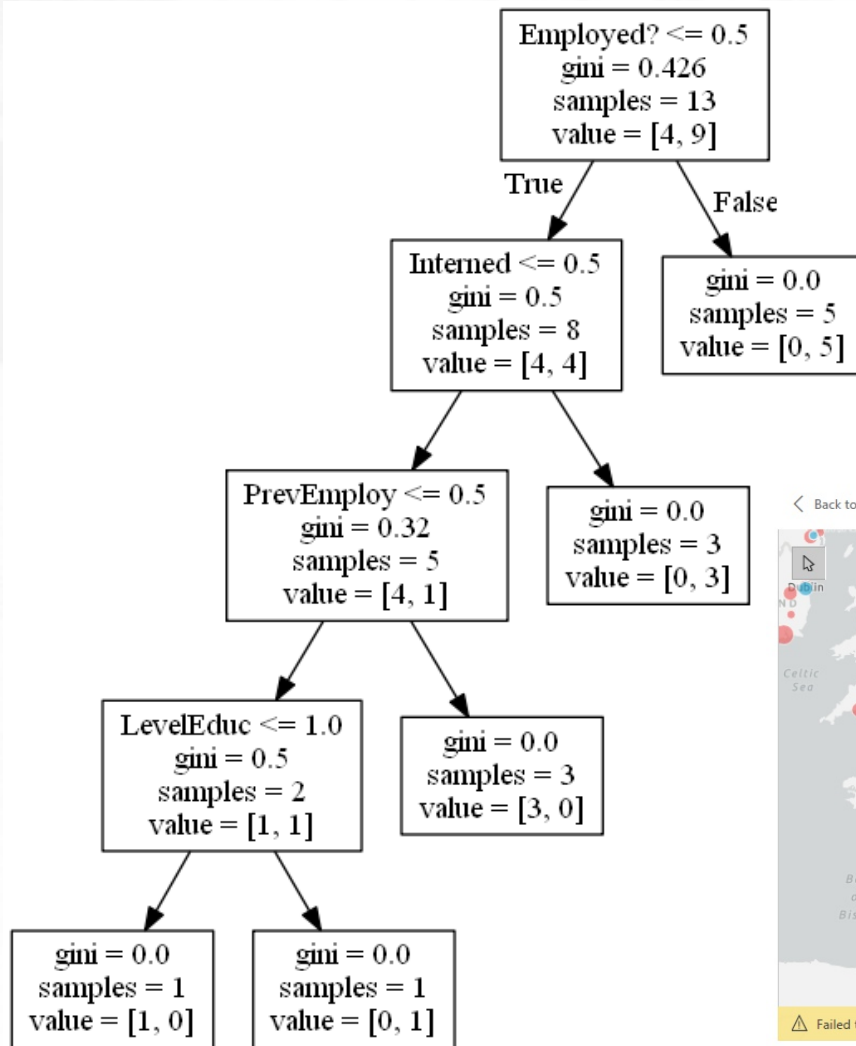 Employed? <= 0.5
gini = 0.426
samples = 13
value = [4, 9]
True
False
Interned <= 0.5
gini = 0.5
samples = 8
value = [4, 4]
gini = 0.0
samples = 5
value = [0, 5]
PrevEmploy <= 0.5
gini = 0.32
samples = 5
value = [4, 1]
gini = 0.0
samples = 3
value = [0, 3]
LevelEduc <= 1.0
gini = 0.5
samples = 2
value = [1, 1]
gini = 0.0
samples = 3
value = [3, 0]
gini = 0.0
samples = 1
value = [1, 0]
gini = 0.0
samples = 1
value = [0, 1]
Back to
Dublin
Celtic
Sea
Failed